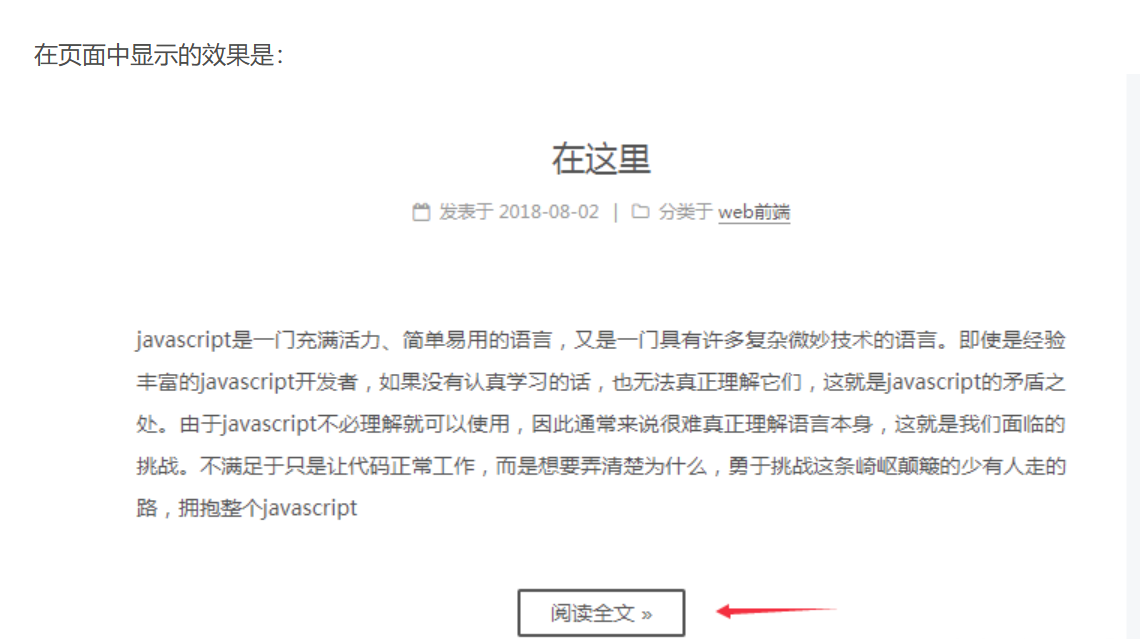 在页面中显示的效果是：
在这里
发表于 2018-08-02 | 分类于 web前端
javascript是一门充满活力、简单易用的语言，又是一门具有许多复杂微妙技术的语言。即使是经验
丰富的javascript开发者，如果没有认真学习的话，也无法真正理解它们，这就是javascript的矛盾之
处。由于javascript不必理解就可以使用，因此通常来说很难真正理解语言本身，这就是我们面临的
挑战。不满足于只是让代码正常工作，而是想要弄清楚为什么，勇于挑战这条崎岖颠簸的少有人走的
路，拥抱整个javascript
阅读全文 »